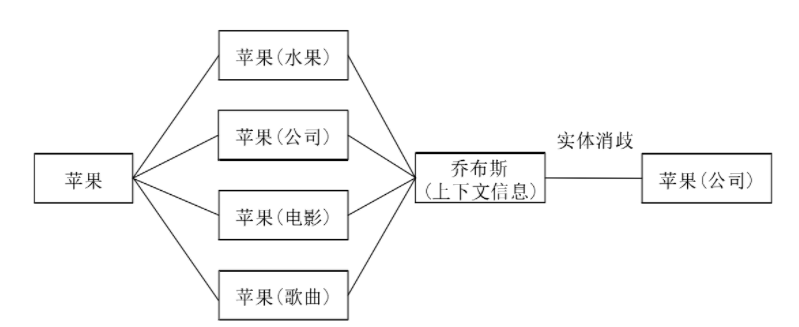 苹果
苹果(水果)
苹果(公司)
苹果(电影)
苹果(歌曲)
乔布斯
(上下文信息)
实体消歧
苹果(公司)